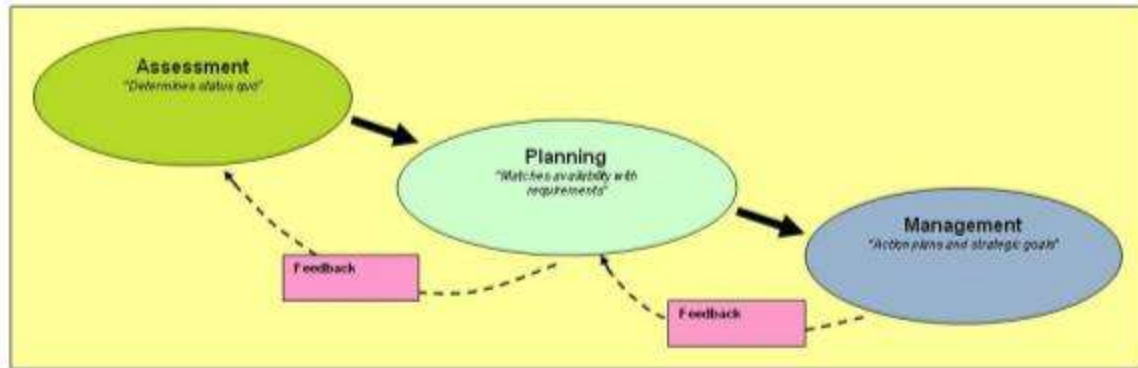 Assessment
"Determines status quo"
Planning
"Matches availability with
requirements"
Management
"Action plans and strategic goals"
Feedback
Feedback